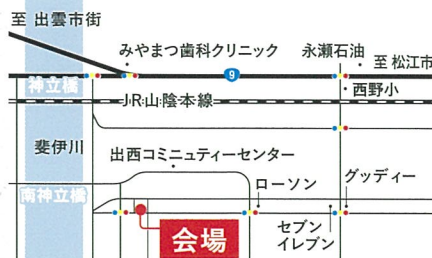 至 出雲市街
みやまつ歯科クリニック
永瀬石油
至 松江市
9
神立橋
西野小
JR山陰本線
斐伊川
出西コミニュティーセンター
南神立橋
ローソン
グッディー
セブン
イレブン
会場